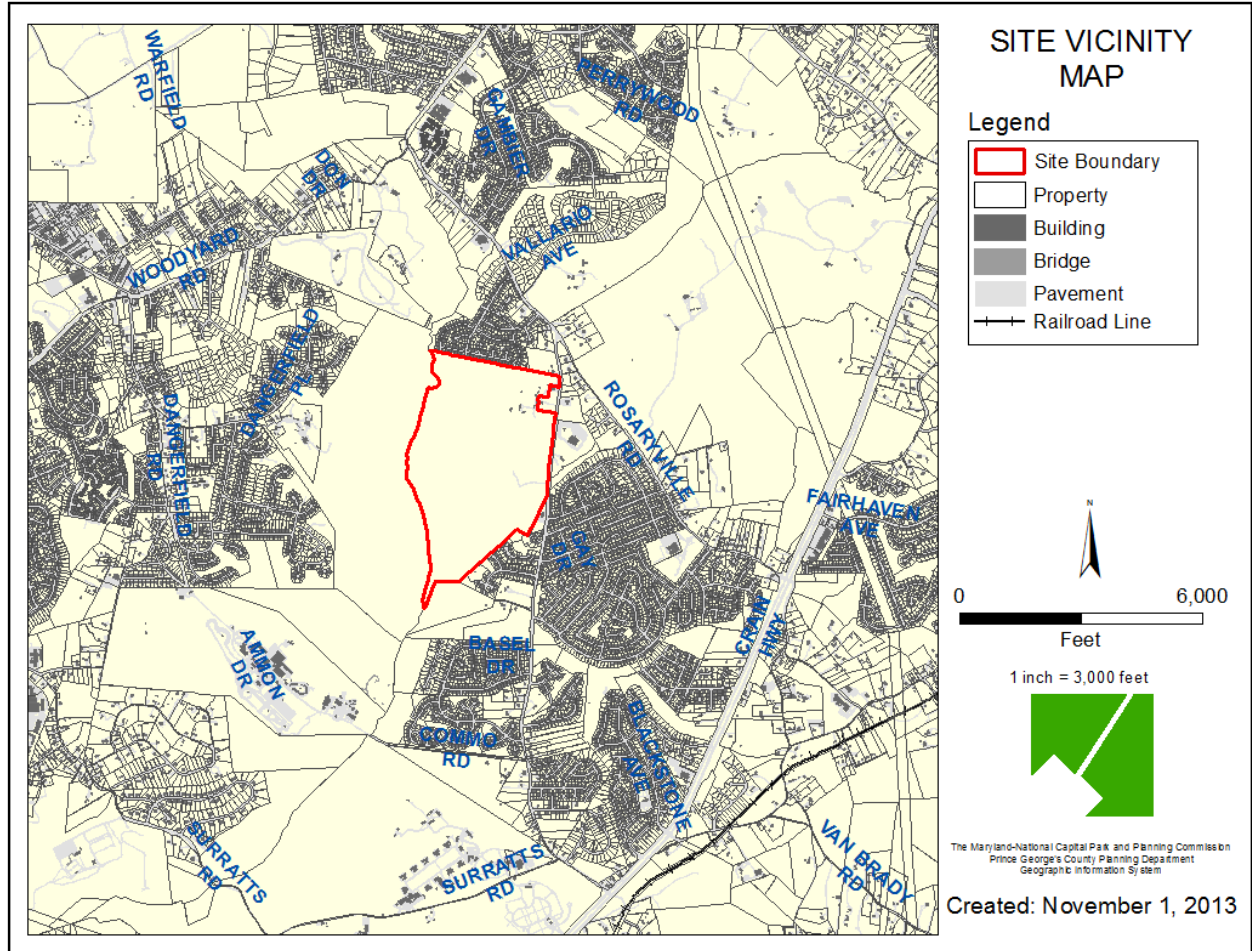 SITE VICINITY
MAP
Legend
Site Boundary
Property
Building
Bridge
Pavement
Railroad Line
WARFIELD
RD
GAMBIER
DR
PERRYWOOD
RD
DON
DR
WOODYARD
RD
VALLARIO
AVE
DANGERFIELD
PL
DANGERFIELD
RD
ROSARYVILLE
RD
FAIRHAVEN
AVE
GAY
DR
CRAIN
HWY
BASEL
DR
AMMON
DR
COMMO
RD
BLACKSTONE
AVE
SURRATTS
RD
SURRATTS
RD
VAN BRADY
RD
N
0 6,000
Feet
1 inch = 3,000 feet
The Maryland-National Capital Park and Planning Commission
Prince George's County Planning Department
Geographic Information System
Created: November 1, 2013